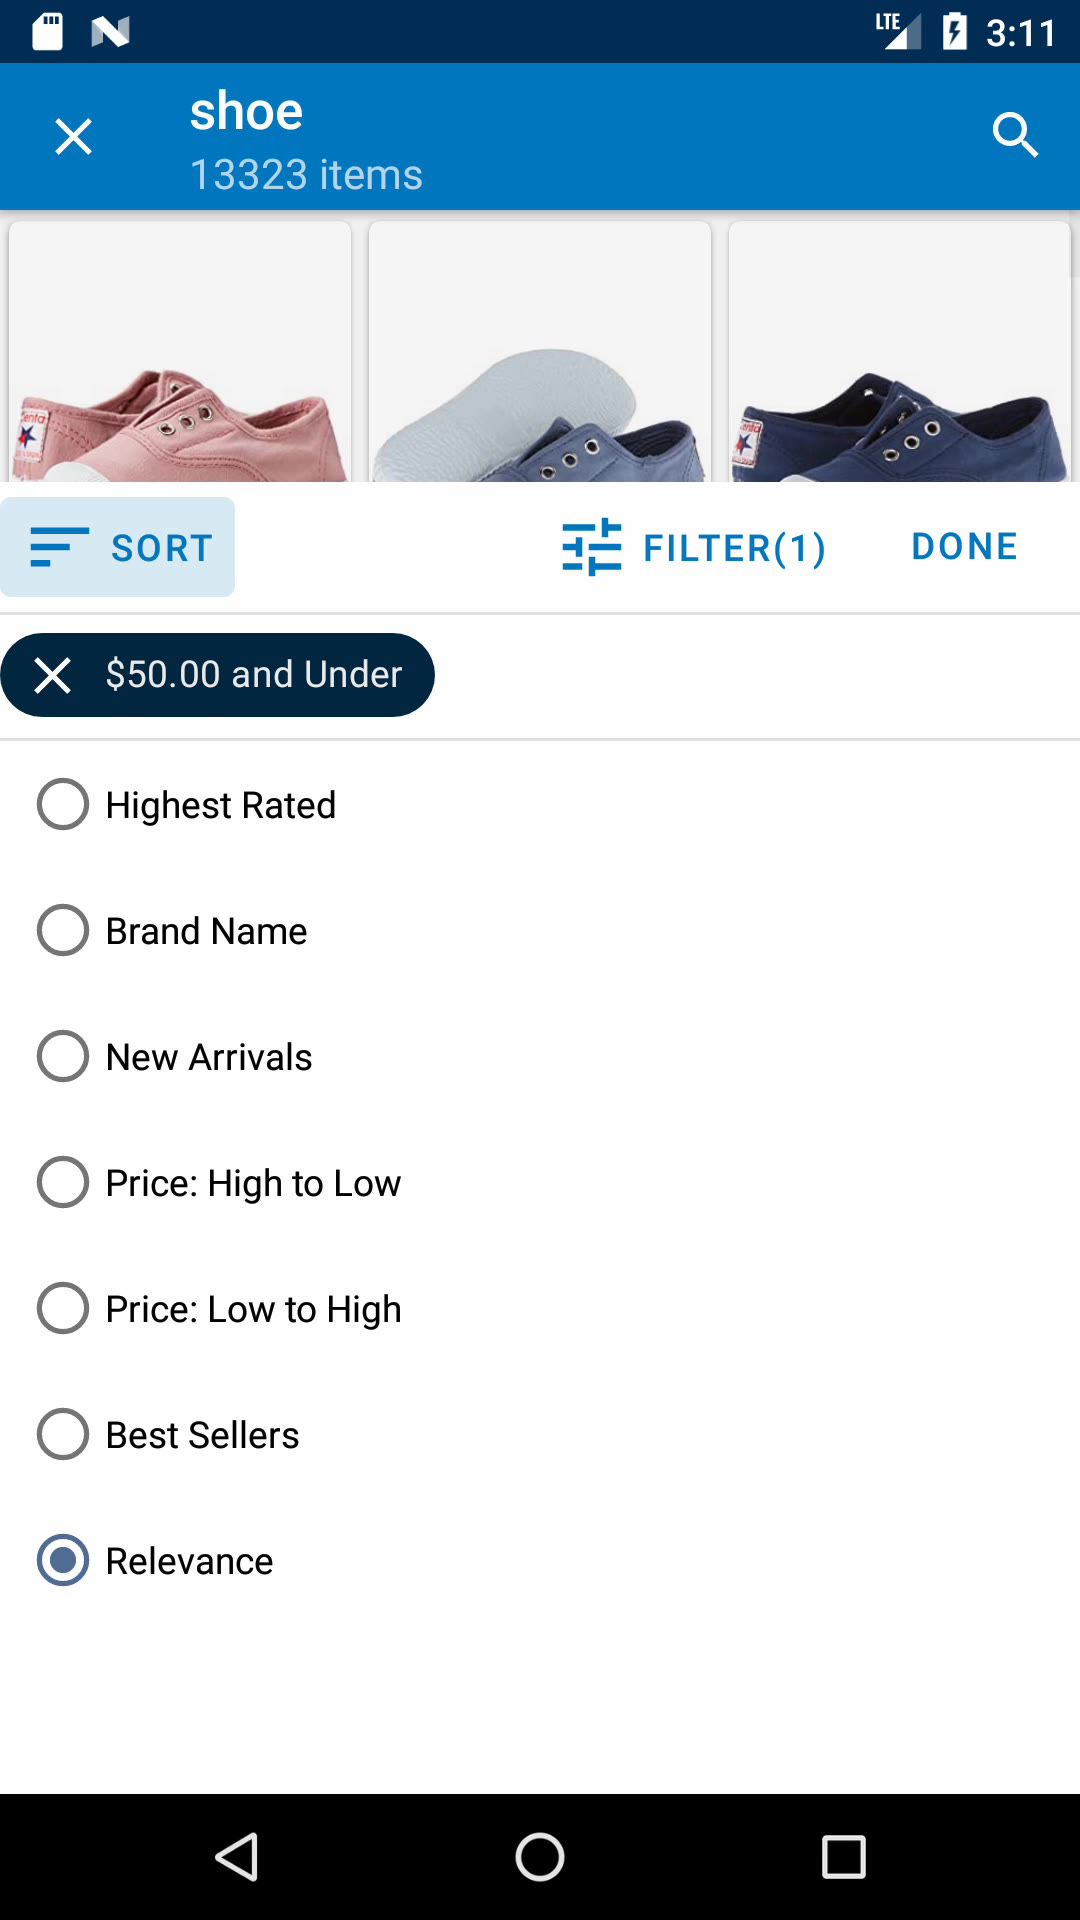 LTE 3:11
shoe
13323 items
SORT FILTER(1) DONE
$50.00 and Under
Highest Rated
Brand Name
New Arrivals
Price: High to Low
Price: Low to High
Best Sellers
Relevance